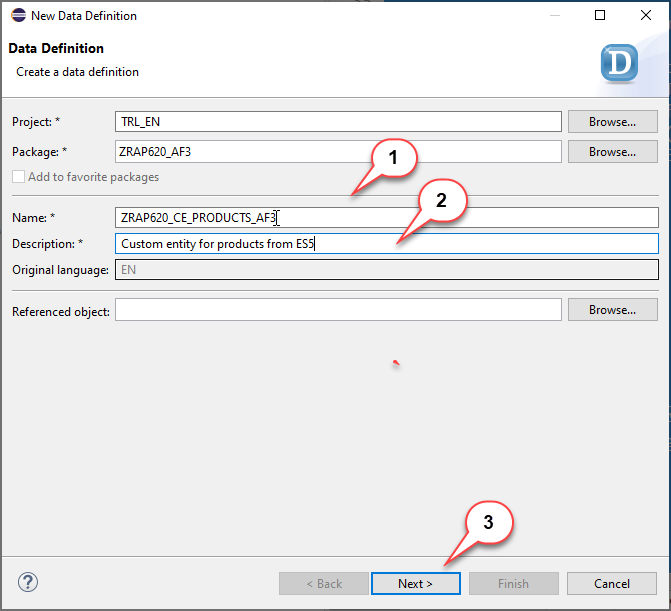 New Data Definition
Data Definition
Create a data definition
D
Project: * TRL_EN Browse...
Package: * ZRAP620_AF3 Browse...
Add to favorite packages
1
2
Name: * ZRAP620_CE_PRODUCTS_AF3
Description: * Custom entity for products from ES5
Original language: EN
Referenced object: Browse...
3
? < Back Next > Finish Cancel